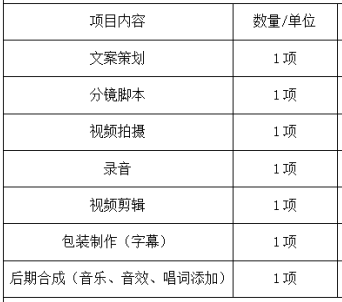 项目内容 数量/单位
文案策划 1项
分镜脚本 1项
视频拍摄 1项
录音 1项
视频剪辑 1项
包装制作（字幕） 1项
后期合成（音乐、音效、唱词添加） 1项